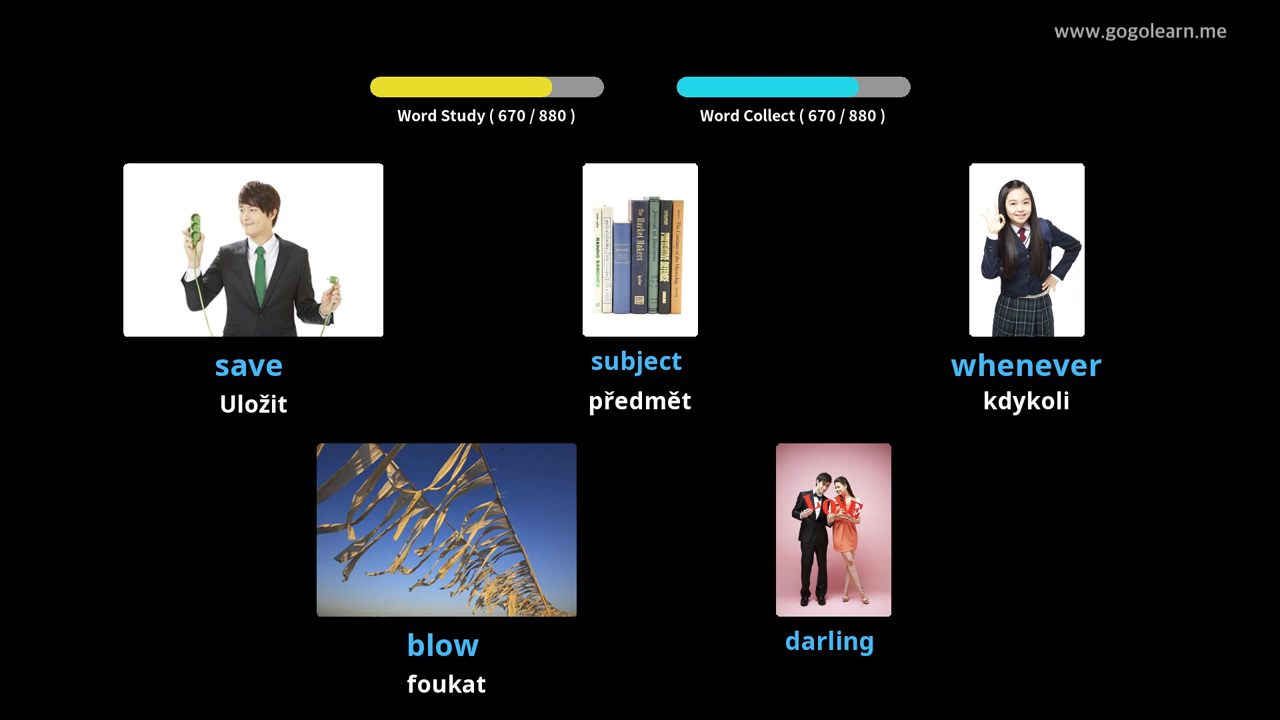 www.gogolearn.me
Word Study ( 670 / 880 )
Word Collect ( 670 / 880 )
save
Uložit
subject
předmět
whenever
kdykoli
blow
foukat
darling